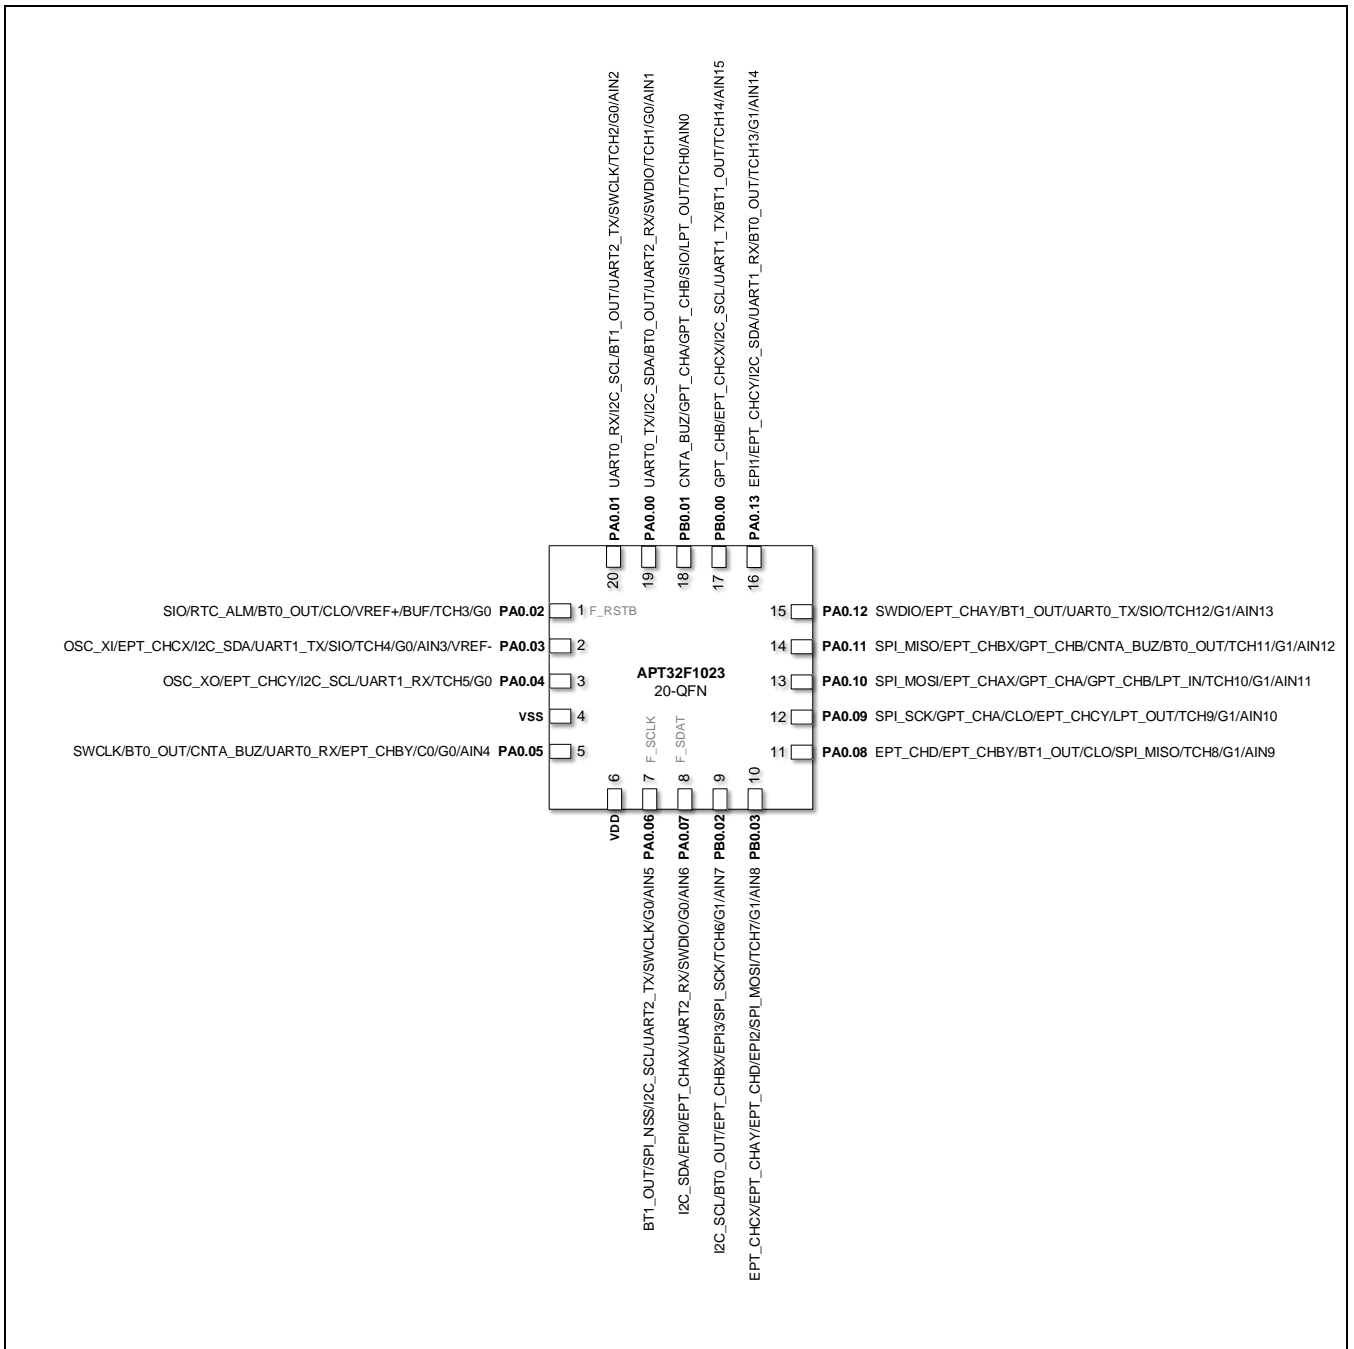 PA0.01 UART0_RX/I2C_SCL/BT1_OUT/UART2_TX/SWCLK/TCH2/G0/AIN2
PA0.00 UART0_TX/I2C_SDA/BT0_OUT/UART2_RX/SWDIO/TCH1/G0/AIN1
PB0.01 CNTA_BUZ/GPT_CHA/GPT_CHB/SIO/LPT_OUT/TCH0/AIN0
PB0.00 GPT_CHB/EPT_CHCX/I2C_SCL/UART1_TX/BT1_OUT/TCH14/AIN15
PA0.13 EPI1/EPT_CHCY/I2C_SDA/UART1_RX/BT0_OUT/TCH13/G1/AIN14
20 19 18 17 16
SIO/RTC_ALM/BT0_OUT/CLO/VREF+/BUF/TCH3/G0 PA0.02 1 F_RSTB
OSC_XI/EPT_CHCX/I2C_SDA/UART1_TX/SIO/TCH4/G0/AIN3/VREF- PA0.03 2
OSC_XO/EPT_CHCY/I2C_SCL/UART1_RX/TCH5/G0 PA0.04 3
VSS 4
SWCLK/BT0_OUT/CNTA_BUZ/UART0_RX/EPT_CHBY/C0/G0/AIN4 PA0.05 5
APT32F1023
20-QFN
F_SCLK
F_SDAT
15 PA0.12 SWDIO/EPT_CHAY/BT1_OUT/UART0_TX/SIO/TCH12/G1/AIN13
14 PA0.11 SPI_MISO/EPT_CHBX/GPT_CHB/CNTA_BUZ/BT0_OUT/TCH11/G1/AIN12
13 PA0.10 SPI_MOSI/EPT_CHAX/GPT_CHA/GPT_CHB/LPT_IN/TCH10/G1/AIN11
12 PA0.09 SPI_SCK/GPT_CHA/CLO/EPT_CHCY/LPT_OUT/TCH9/G1/AIN10
11 PA0.08 EPT_CHD/EPT_CHBY/BT1_OUT/CLO/SPI_MISO/TCH8/G1/AIN9
6 7 8 9 10
VDD
BT1_OUT/SPI_NSS/I2C_SCL/UART2_TX/SWCLK/G0/AIN5 PA0.06
I2C_SDA/EPI0/EPT_CHAX/UART2_RX/SWDIO/G0/AIN6 PA0.07
I2C_SCL/BT0_OUT/EPT_CHBX/EPI3/SPI_SCK/TCH6/G1/AIN7 PB0.02
EPT_CHCX/EPT_CHAY/EPT_CHD/EPI2/SPI_MOSI/TCH7/G1/AIN8 PB0.03